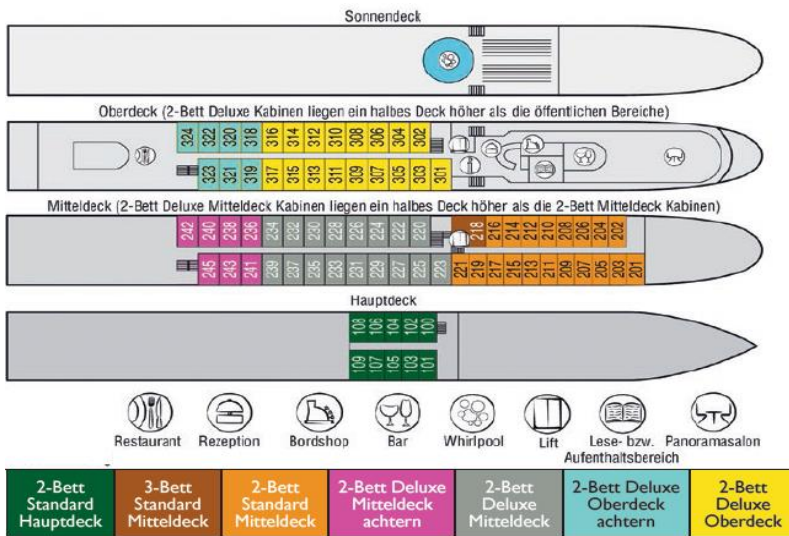 Sonnendeck
Oberdeck (2-Bett Deluxe Kabinen liegen ein halbes Deck höher als die öffentlichen Bereiche)
324 322 320 318 316 314 312 310 308 306 304 302
323 321 319 317 315 313 311 309 307 305 303 301
Mitteldeck (2-Bett Deluxe Mitteldeck Kabinen liegen ein halbes Deck höher als die 2-Bett Mitteldeck Kabinen)
242 240 238 236 234 232 230 228 226 224 222 220 218 216 214 212 210 208 206 204 202
245 243 241 239 237 235 233 231 229 227 225 223 221 219 217 215 213 211 209 207 205 203 201
Hauptdeck
108 106 104 102 100
109 107 105 103 101
Restaurant Rezeption Bordshop Bar Whirlpool Lift Lese- bzw. Panoramasalon
Aufenthaltsbereich
2-Bett 3-Bett 2-Bett 2-Bett Deluxe 2-Bett 2-Bett Deluxe 2-Bett
Standard Standard Standard Mitteldeck Deluxe Oberdeck Deluxe
Hauptdeck Mitteldeck Mitteldeck achtern Mitteldeck achtern Oberdeck